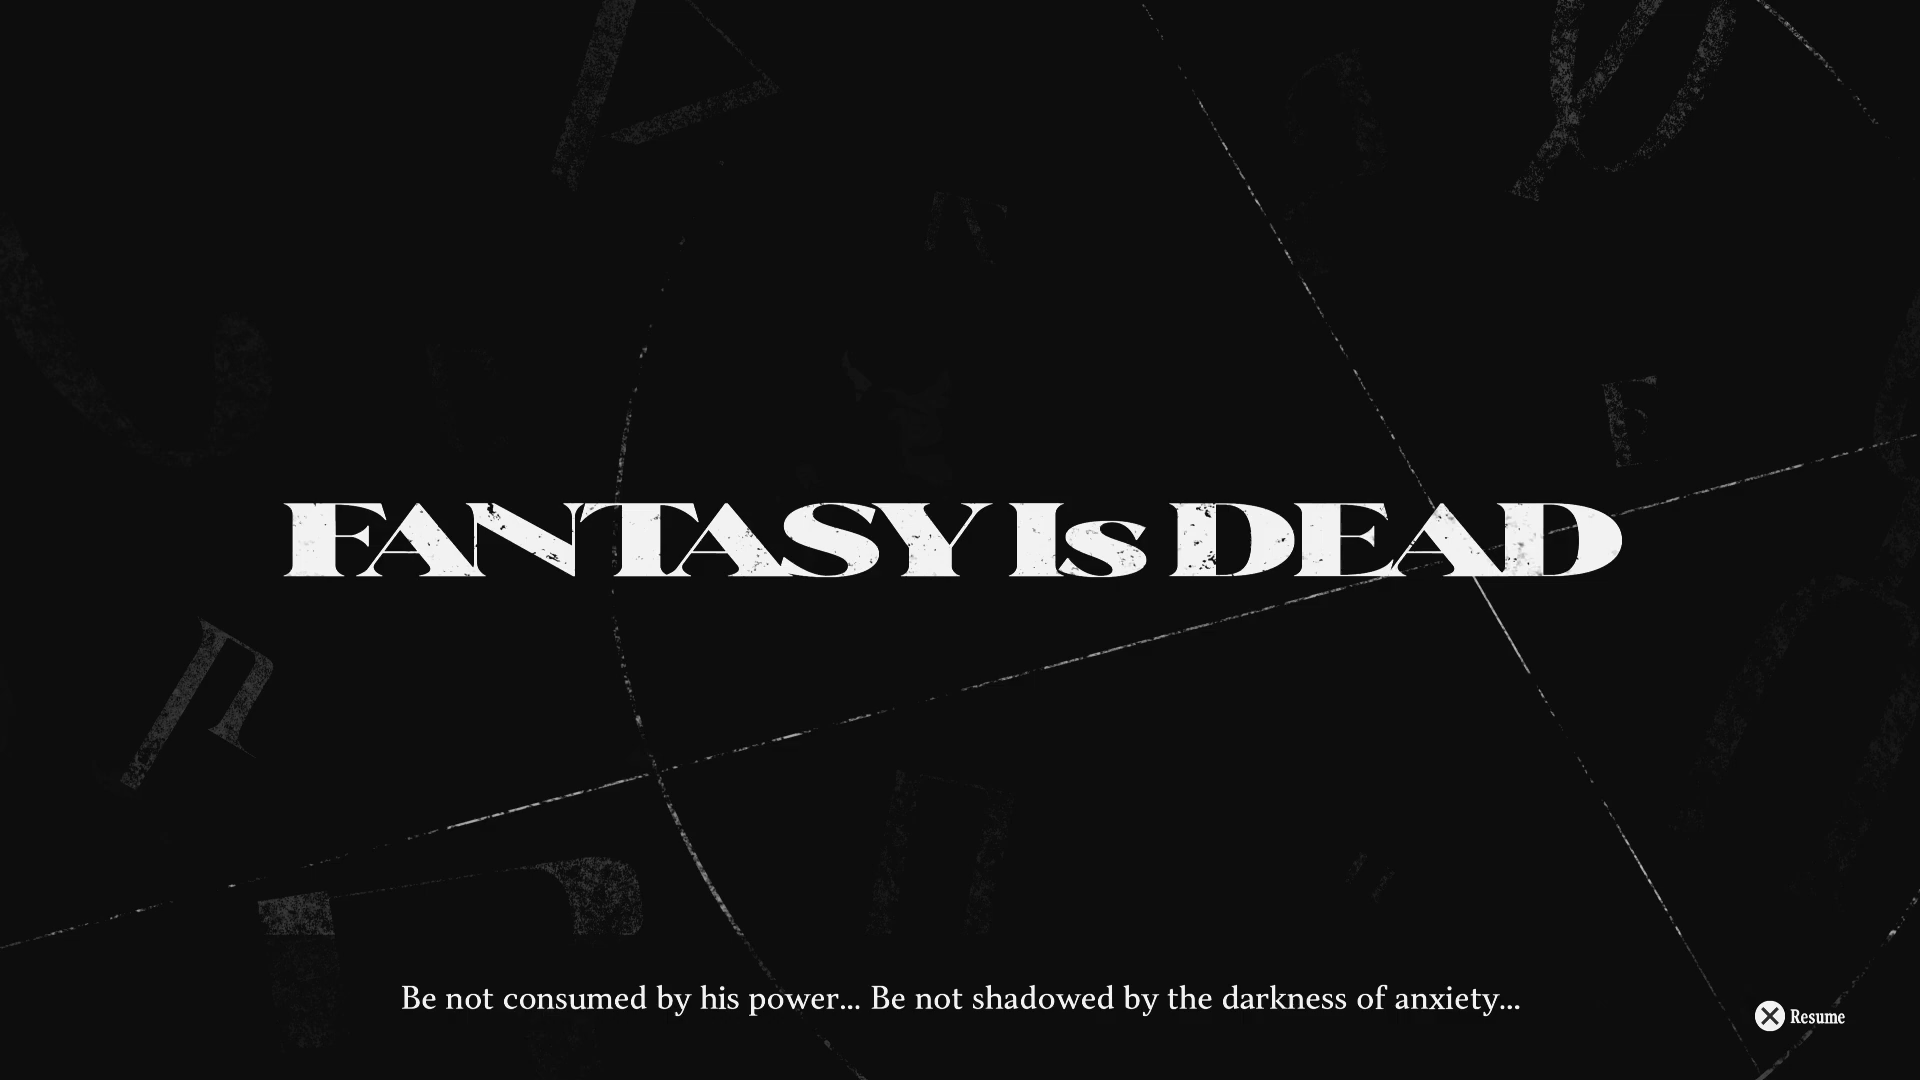 FANTASY Is DEAD
Be not consumed by his power... Be not shadowed by the darkness of anxiety...
Resume